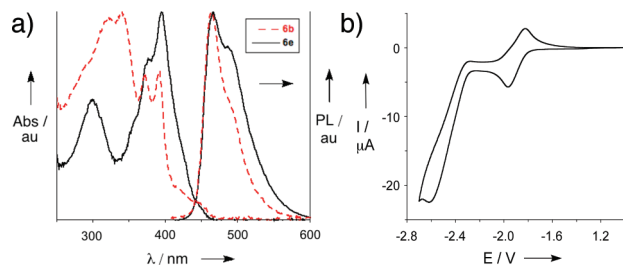 a)
6b
6e
Abs /
au
PL /
au
300 400 500 600
λ / nm
b)
I /
μA
0
-10
-20
-2.8 -2.4 -2.0 -1.6 -1.2
E / V